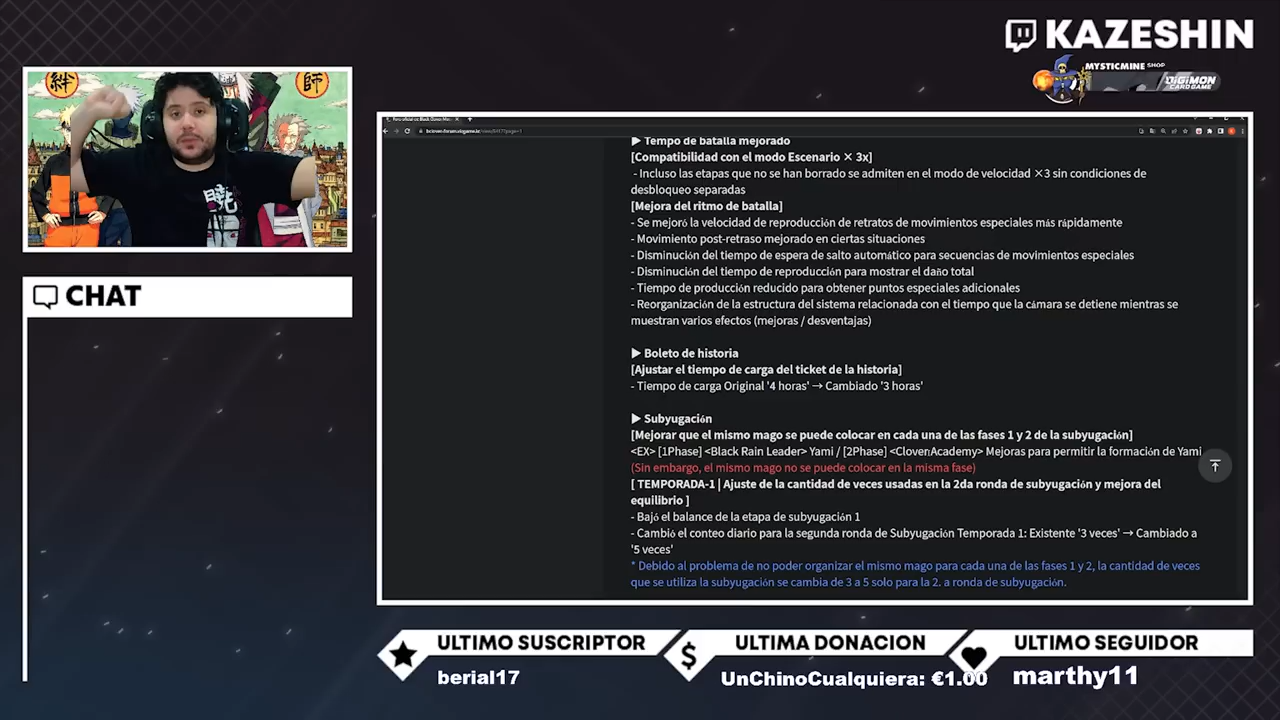 KAZESHIN
MYSTICMINE SHOP
DIGIMON
CARD GAME
絆
師
暁
CHAT
▶ Tempo de batalla mejorado
[Compatibilidad con el modo Escenario × 3x]
- Incluso las etapas que no se han borrado se admiten en el modo de velocidad ×3 sin condiciones de
desbloqueo separadas
[Mejora del ritmo de batalla]
- Se mejoró la velocidad de reproducción de retratos de movimientos especiales más rápidamente
- Movimiento post-retraso mejorado en ciertas situaciones
- Disminución del tiempo de espera de salto automático para secuencias de movimientos especiales
- Disminución del tiempo de reproducción para mostrar el daño total
- Tiempo de producción reducido para obtener puntos especiales adicionales
- Reorganización de la estructura del sistema relacionada con el tiempo que la cámara se detiene mientras se
muestran varios efectos (mejoras / desventajas)
▶ Boleto de historia
[Ajustar el tiempo de carga del ticket de la historia]
- Tiempo de carga Original '4 horas' → Cambiado '3 horas'
▶ Subyugación
[Mejorar que el mismo mago se puede colocar en cada una de las fases 1 y 2 de la subyugación]
<EX> [1Phase] <Black Rain Leader> Yami / [2Phase] <Clover Academy> Mejoras para permitir la formación de Yami
(Sin embargo, el mismo mago no se puede colocar en la misma fase)
[ TEMPORADA-1 | Ajuste de la cantidad de veces usadas en la 2da ronda de subyugación y mejora del
equilibrio ]
- Bajó el balance de la etapa de subyugación 1
- Cambió el conteo diario para la segunda ronda de Subyugación Temporada 1: Existente '3 veces' → Cambiado a
'5 veces'
* Debido al problema de no poder organizar el mismo mago para cada una de las fases 1 y 2, la cantidad de veces
que se utiliza la subyugación se cambia de 3 a 5 solo para la 2. a ronda de subyugación.
ULTIMO SUSCRIPTOR
berial17
ULTIMA DONACION
UnChinoCualquiera: €1.00
ULTIMO SEGUIDOR
marthy11